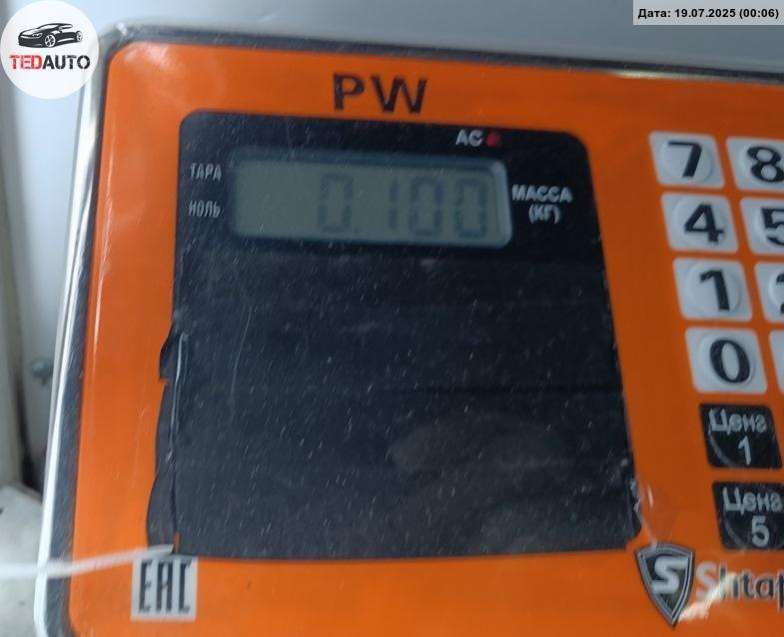 Дата: 19.07.2025 (00:06)
TEDAUTO
PW
AC
ТАРА
НОЛЬ
0.100
МАССА
(КГ)
7 8
4 5
1
0
Цена
1
Цена
5
EAC
S